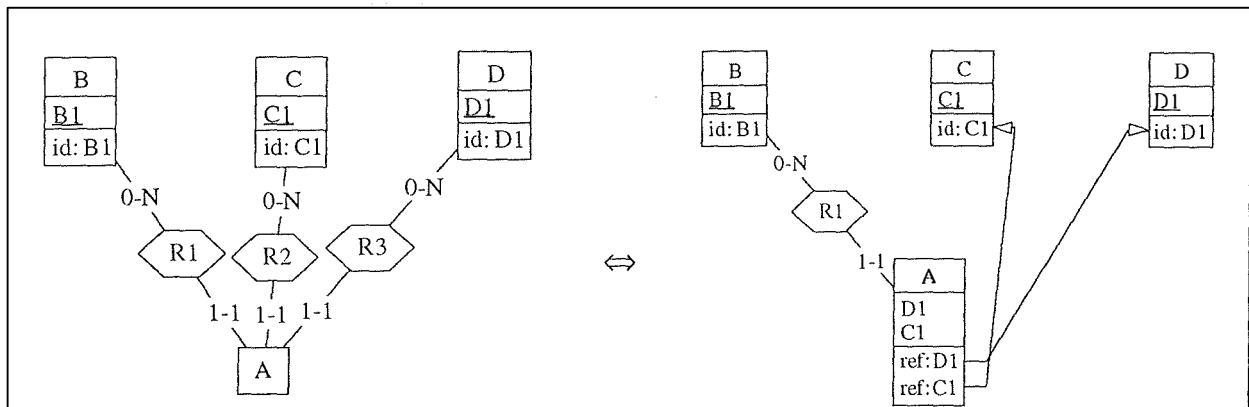 B
B1
id: B1
C
C1
id: C1
D
D1
id: D1
0-N
0-N
0-N
R1
R2
R3
1-1
1-1
1-1
A
⇔
B
B1
id: B1
C
C1
id: C1
D
D1
id: D1
0-N
R1
1-1
A
D1
C1
ref: D1
ref: C1